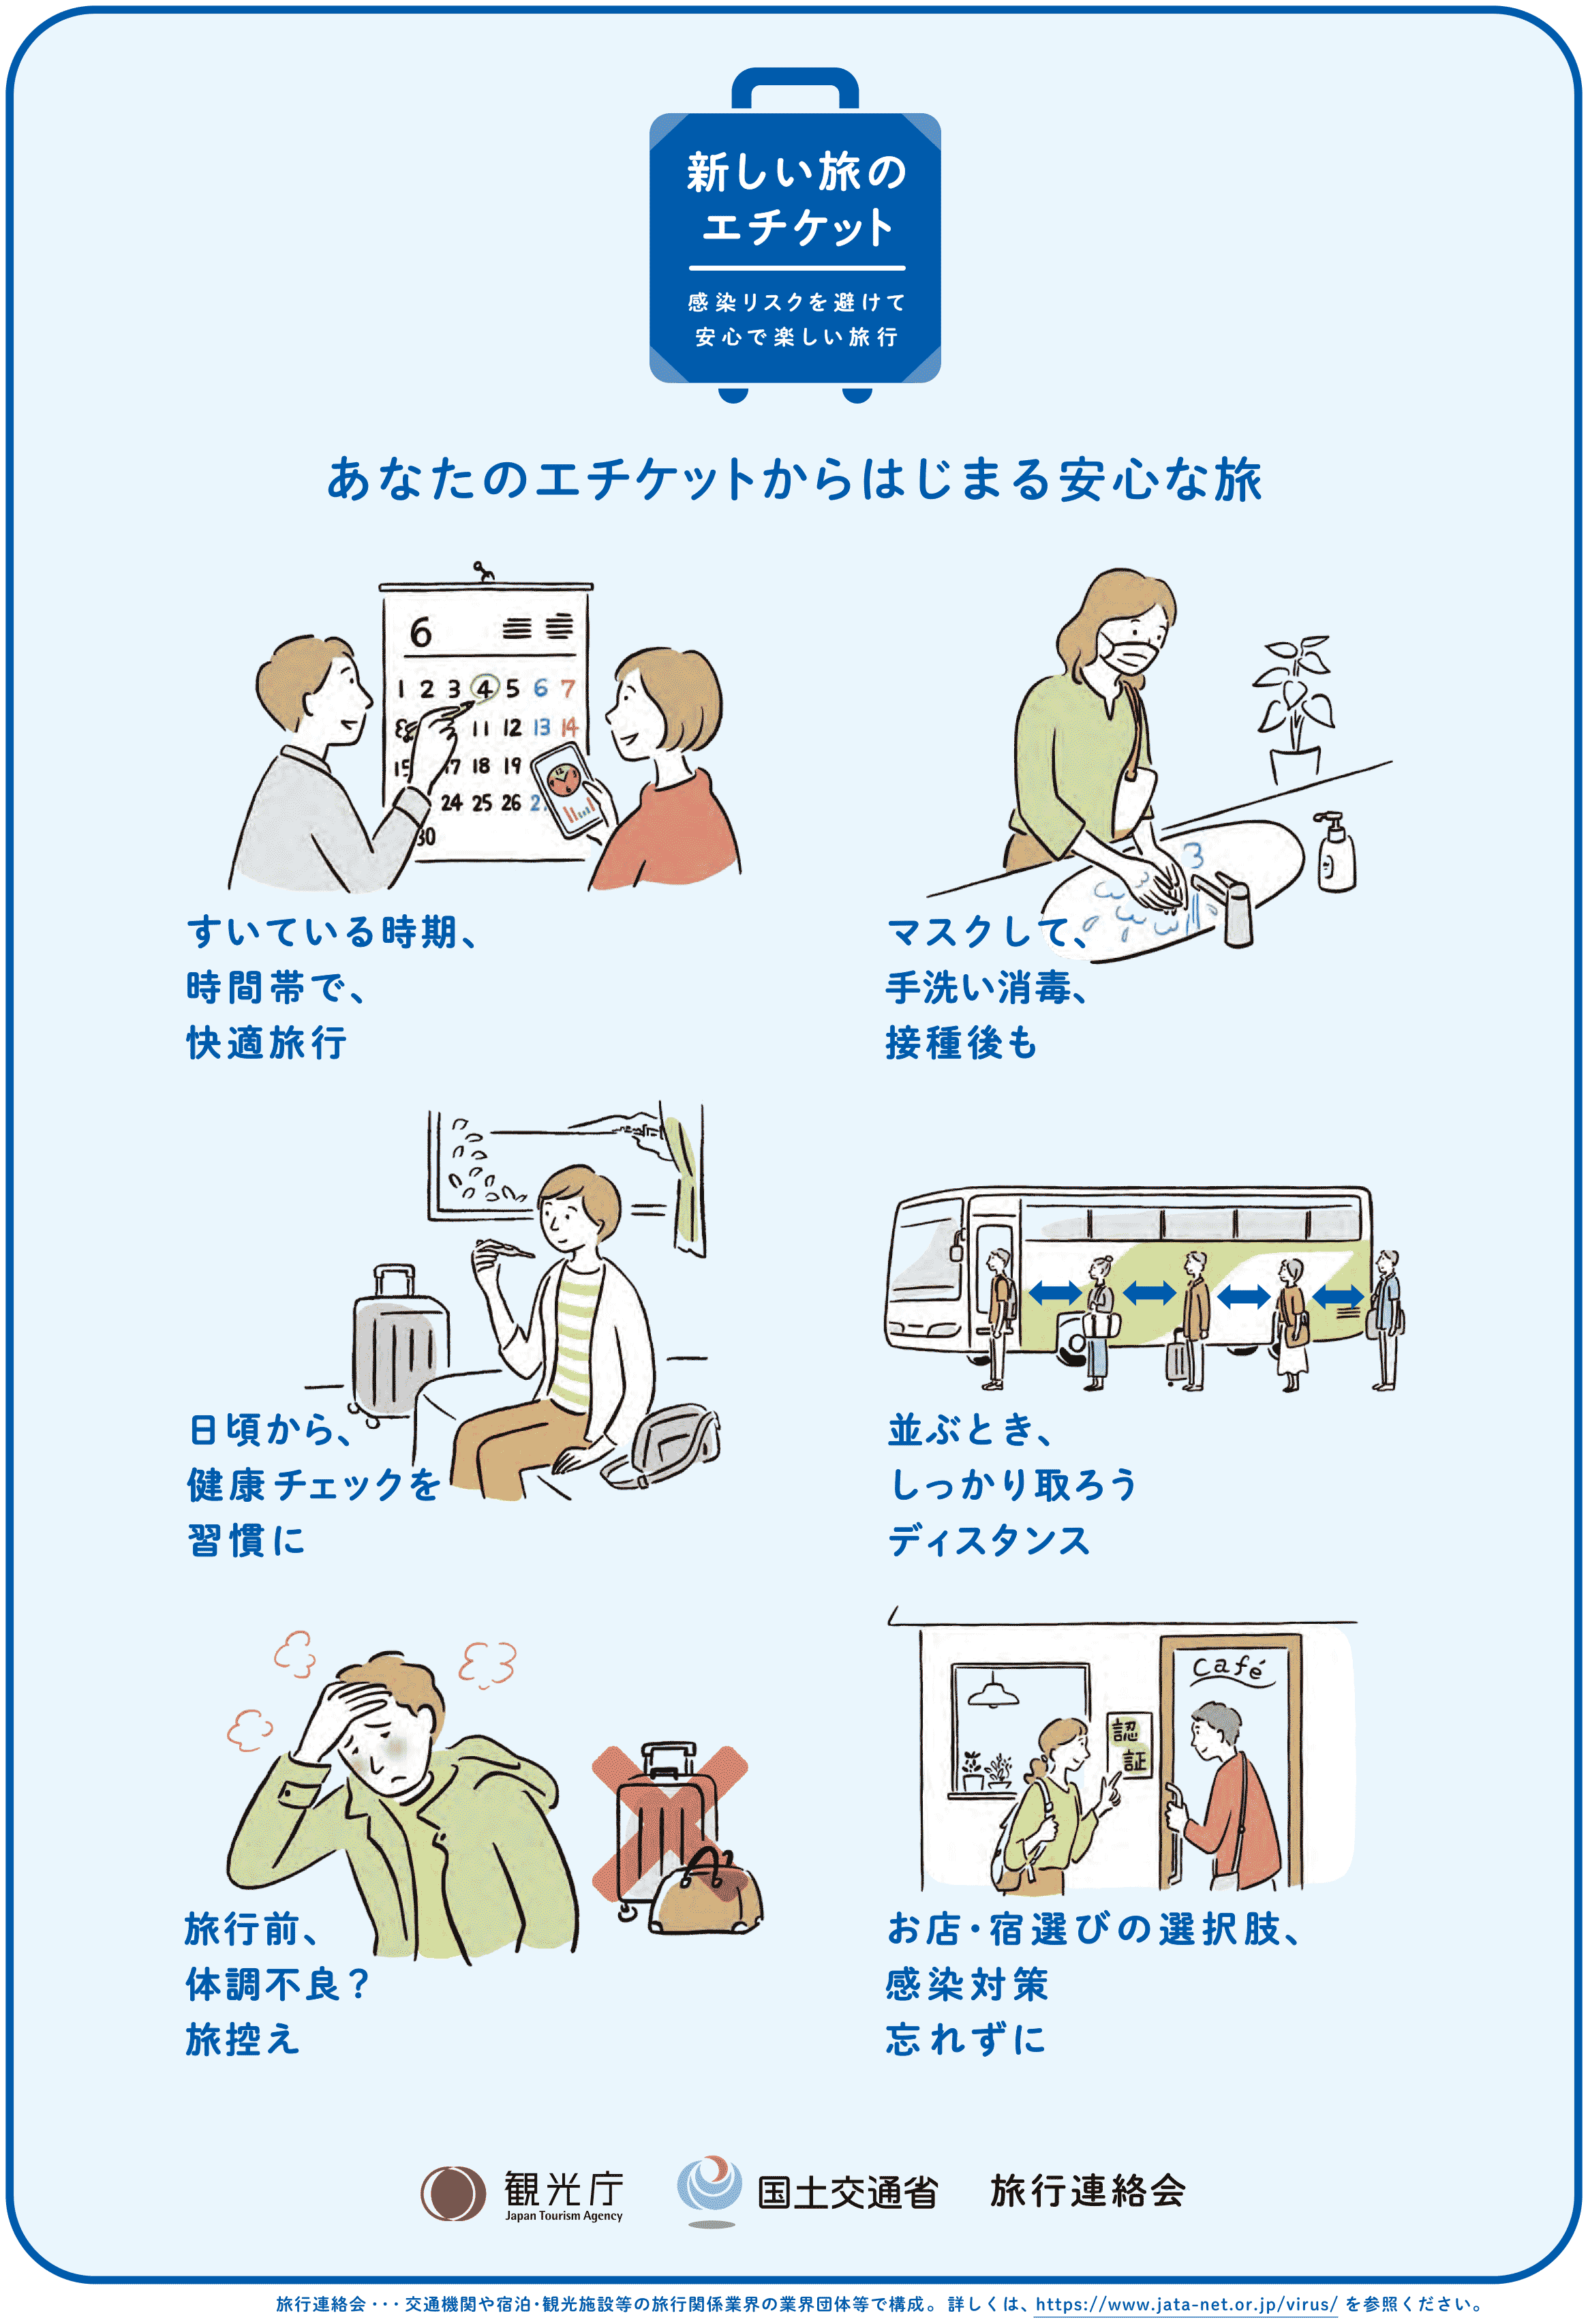 新しい旅の
エチケット
感染リスクを避けて
安心で楽しい旅行
あなたのエチケットからはじまる安心な旅
6
1 2 3 4 5 6 7
8 11 12 13 14
15 17 18 19
24 25 26 2
30
すいている時期、
時間帯で、
快適旅行
マスクして、
手洗い消毒、
接種後も
日頃から、
健康チェックを
習慣に
並ぶとき、
しっかり取ろう
ディスタンス
旅行前、
体調不良？
旅控え
café
認
証
お店・宿選びの選択肢、
感染対策
忘れずに
観光庁
Japan Tourism Agency
国土交通省
旅行連絡会
旅行連絡会・・・交通機関や宿泊・観光施設等の旅行関係業界の業界団体等で構成。詳しくは、https://www.jata-net.or.jp/virus/ を参照ください。